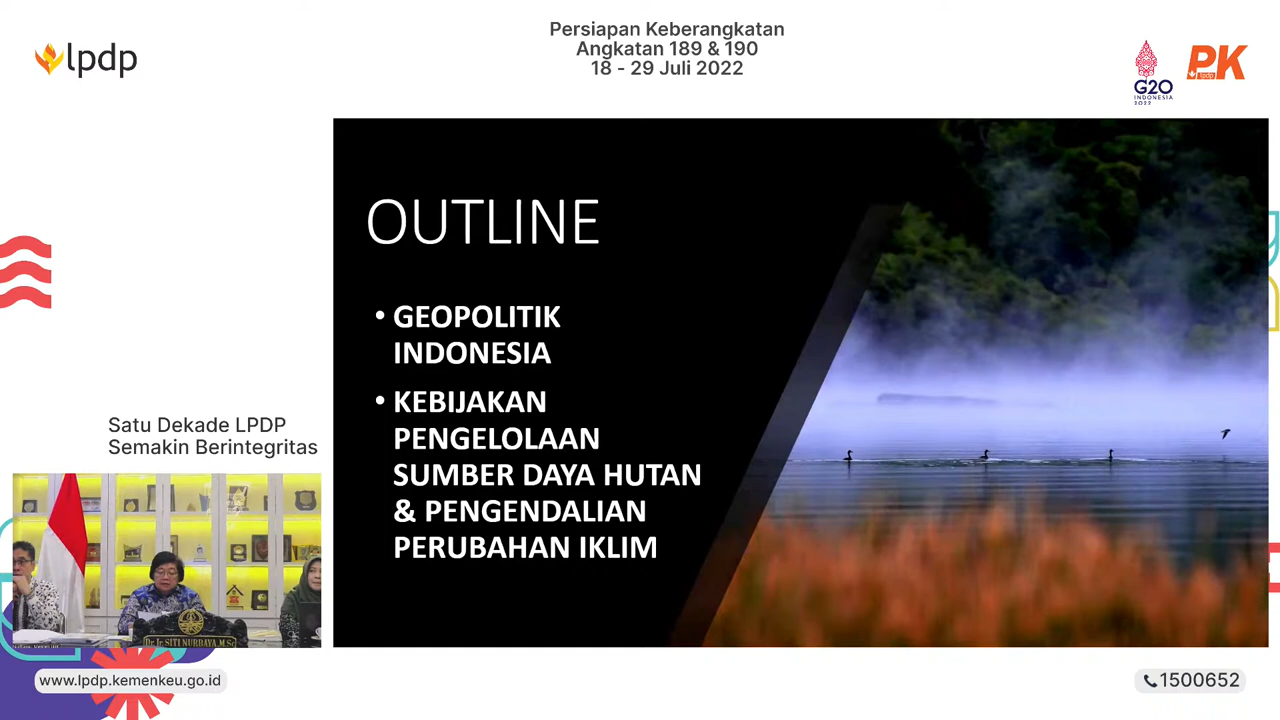 lpdp
Persiapan Keberangkatan
Angkatan 189 & 190
18 - 29 Juli 2022
G20
INDONESIA
2022
PK
lpdp
OUTLINE
• GEOPOLITIK
INDONESIA
• KEBIJAKAN
PENGELOLAAN
SUMBER DAYA HUTAN
& PENGENDALIAN
PERUBAHAN IKLIM
Satu Dekade LPDP
Semakin Berintegritas
Dr. Ir. SITI NURBAYA, M.Sc
www.lpdp.kemenkeu.go.id
1500652